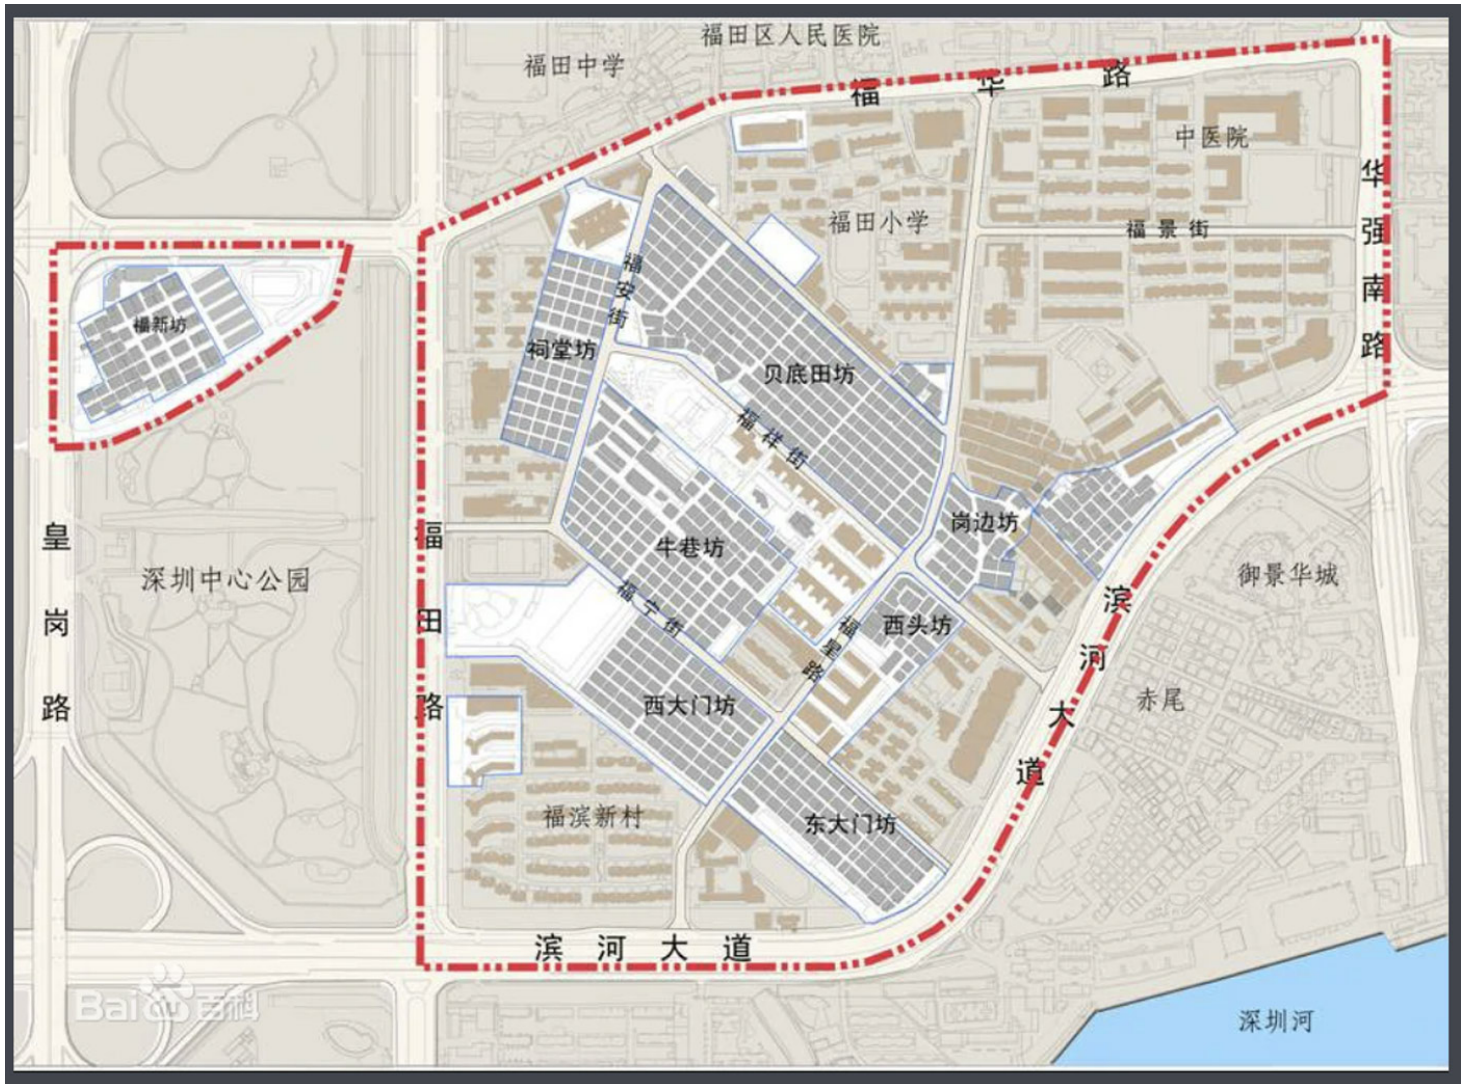 福田区人民医院
福田中学
福华路
中医院
华强南路
福田小学
福景街
福安街
福新坊
祠堂坊
贝底田坊
福祥街
皇岗路
福田路
岗边坊
牛巷坊
深圳中心公园
御景华城
福宁街
滨河大道
西头坊
福星路
赤尾
西大门坊
福滨新村
东大门坊
滨河大道
Baidu百科
深圳河